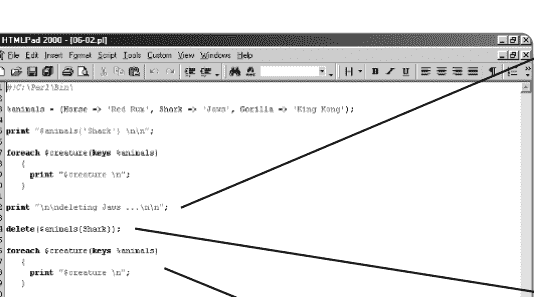 HTMLPad 2000 - [06-02.pl]
File Edit Insert Format Script Tools Custom View Windows Help
#!C:\Perl\Bin\
%animals = (Horse => 'Red Rum', Shark => 'Jaws', Gorilla => 'King Kong');
print "$animals{'Shark'} \n\n";
foreach $creature(keys %animals)
{
print "$creature \n";
}
print "\n\ndeleting Jaws ...\n\n";
delete($animals{Shark});
foreach $creature(keys %animals)
{
print "$creature \n";
}